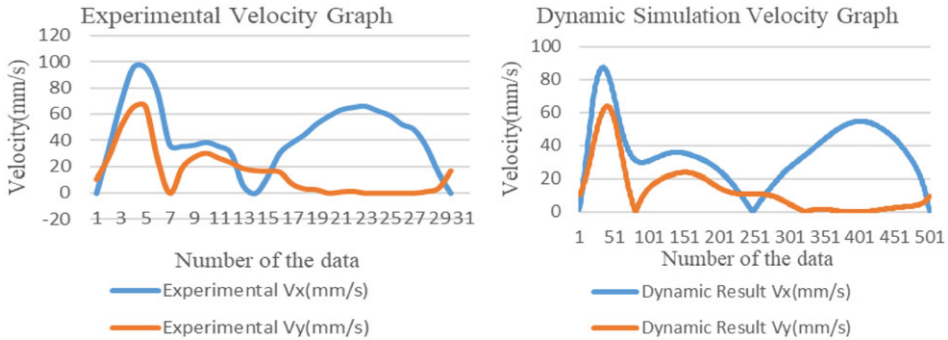 Experimental Velocity Graph
Velocity(mm/s)
120
100
80
60
40
20
0
-20
1 3 5 7 9 11 13 15 17 19 21 23 25 27 29 31
Number of the data
Experimental Vx(mm/s)
Experimental Vy(mm/s)
Dynamic Simulation Velocity Graph
Velocity(mm/s)
100
80
60
40
20
0
1 51 101 151 201 251 301 351 401 451 501
Number of the data
Dynamic Result Vx(mm/s)
Dynamic Result Vy(mm/s)